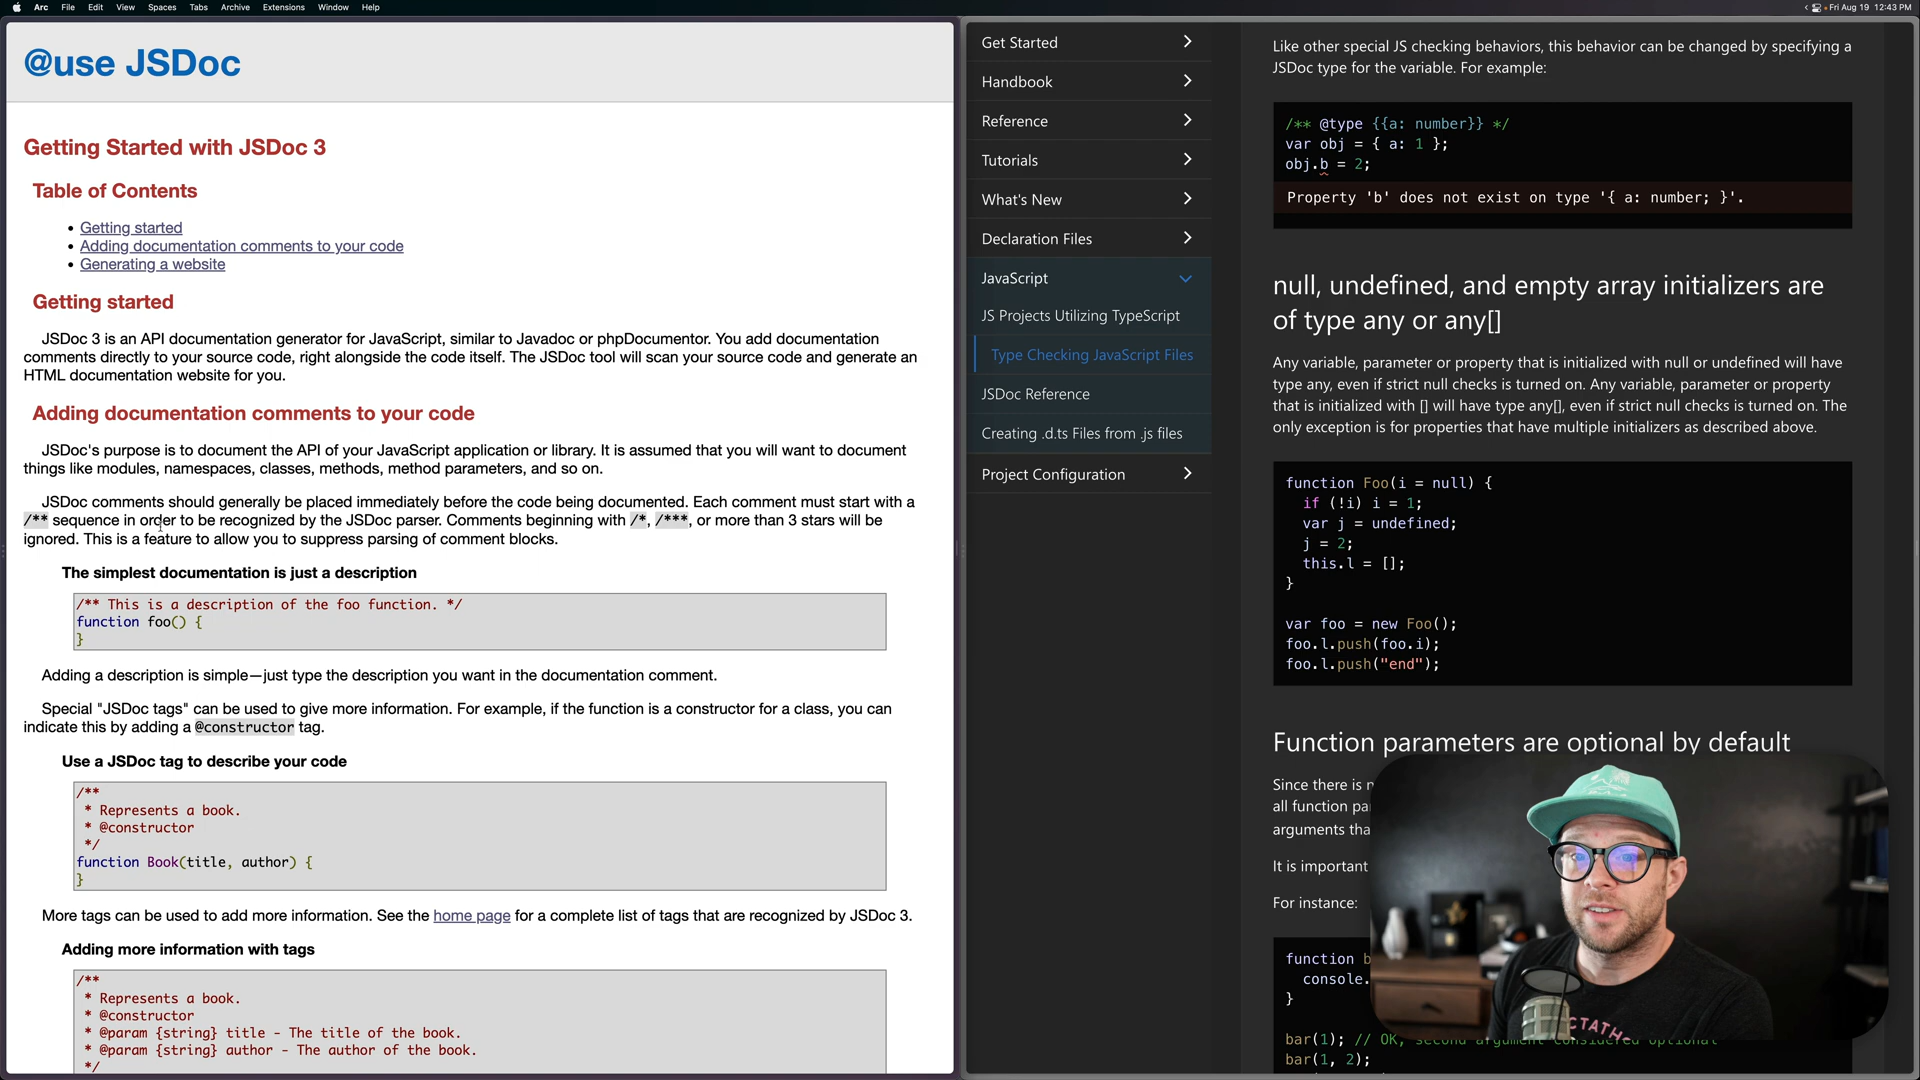 Arc File Edit View Spaces Tabs Archive Extensions Window Help
Fri Aug 19 12:43 PM
@use JSDoc
Getting Started with JSDoc 3
Table of Contents
Getting started
Adding documentation comments to your code
Generating a website
Getting started
JSDoc 3 is an API documentation generator for JavaScript, similar to Javadoc or phpDocumentor. You add documentation
comments directly to your source code, right alongside the code itself. The JSDoc tool will scan your source code and generate an
HTML documentation website for you.
Adding documentation comments to your code
JSDoc's purpose is to document the API of your JavaScript application or library. It is assumed that you will want to document
things like modules, namespaces, classes, methods, method parameters, and so on.
JSDoc comments should generally be placed immediately before the code being documented. Each comment must start with a
/** sequence in order to be recognized by the JSDoc parser. Comments beginning with /*, /***, or more than 3 stars will be
ignored. This is a feature to allow you to suppress parsing of comment blocks.
The simplest documentation is just a description
/** This is a description of the foo function. */
function foo() {
}
Adding a description is simple—just type the description you want in the documentation comment.
Special "JSDoc tags" can be used to give more information. For example, if the function is a constructor for a class, you can
indicate this by adding a @constructor tag.
Use a JSDoc tag to describe your code
/**
* Represents a book.
* @constructor
*/
function Book(title, author) {
}
More tags can be used to add more information. See the home page for a complete list of tags that are recognized by JSDoc 3.
Adding more information with tags
/**
* Represents a book.
* @constructor
* @param {string} title - The title of the book.
* @param {string} author - The author of the book.
*/
Get Started
Handbook
Reference
Tutorials
What's New
Declaration Files
JavaScript
JS Projects Utilizing TypeScript
Type Checking JavaScript Files
JSDoc Reference
Creating .d.ts Files from .js files
Project Configuration
Like other special JS checking behaviors, this behavior can be changed by specifying a
JSDoc type for the variable. For example:
/** @type {{a: number}} */
var obj = { a: 1 };
obj.b = 2;
Property 'b' does not exist on type '{ a: number; }'.
null, undefined, and empty array initializers are
of type any or any[]
Any variable, parameter or property that is initialized with null or undefined will have
type any, even if strict null checks is turned on. Any variable, parameter or property
that is initialized with [] will have type any[], even if strict null checks is turned on. The
only exception is for properties that have multiple initializers as described above.
function Foo(i = null) {
if (!i) i = 1;
var j = undefined;
j = 2;
this.l = [];
}
var foo = new Foo();
foo.l.push(foo.i);
foo.l.push("end");
Function parameters are optional by default
Since there is n
all function pa
arguments tha
It is important
For instance:
function b
console.
}
bar(1); // OK, second argument considered optional
bar(1, 2);
CTATH